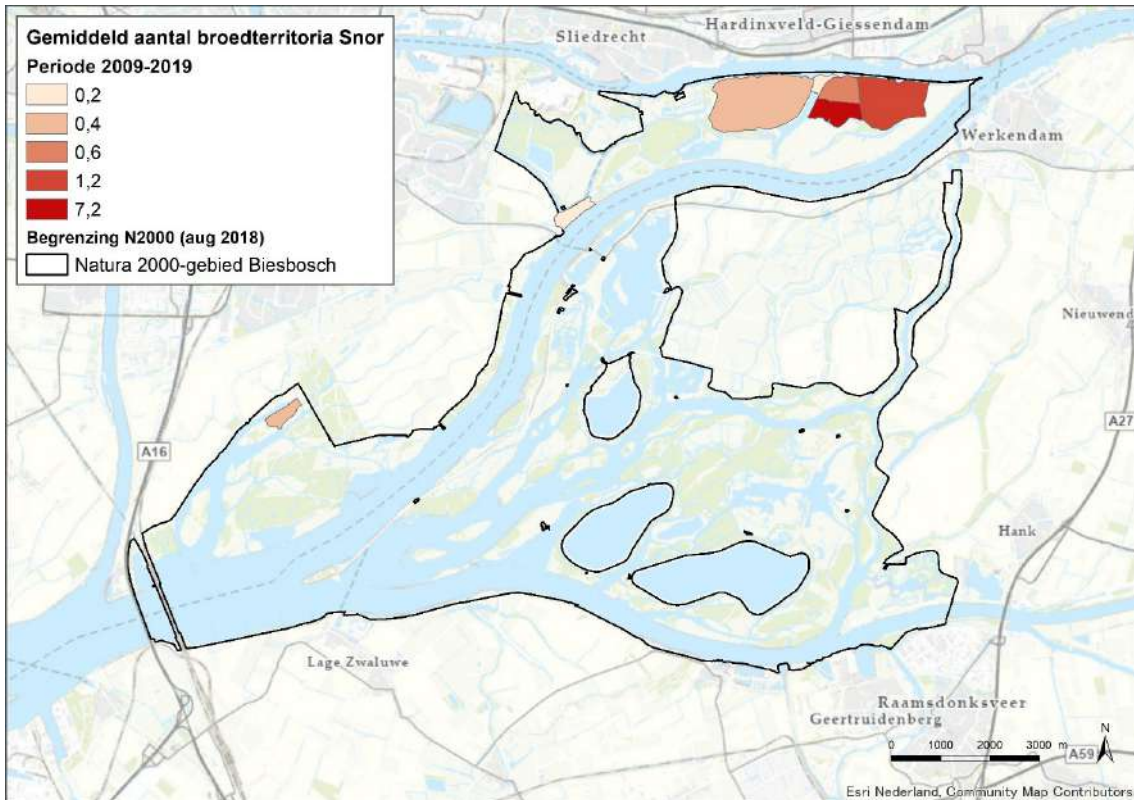 Gemiddeld aantal broedterritoria Snor
Periode 2009-2019
0,2
0,4
0,6
1,2
7,2
Begrenzing N2000 (aug 2018)
Natura 2000-gebied Biesbosch
Sliedrecht
Hardinxveld-Giessendam
Werkendam
Nieuwend
A16
A27
Hank
Lage Zwaluwe
Raamsdonksveer
Geertruidenberg
N
0 1000 2000 3000 m
A59
Esri Nederland, Community Map Contributors